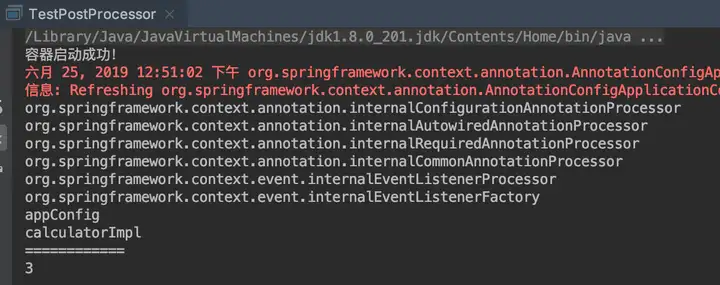 TestPostProcessor
/Library/Java/JavaVirtualMachines/jdk1.8.0_201.jdk/Contents/Home/bin/java ...
容器启动成功!
六月 25, 2019 12:51:02 下午 org.springframework.context.annotation.AnnotationConfigAp
信息: Refreshing org.springframework.context.annotation.AnnotationConfigApplicationCo
org.springframework.context.annotation.internalConfigurationAnnotationProcessor
org.springframework.context.annotation.internalAutowiredAnnotationProcessor
org.springframework.context.annotation.internalRequiredAnnotationProcessor
org.springframework.context.annotation.internalCommonAnnotationProcessor
org.springframework.context.event.internalEventListenerProcessor
org.springframework.context.event.internalEventListenerFactory
appConfig
calculatorImpl
============
3